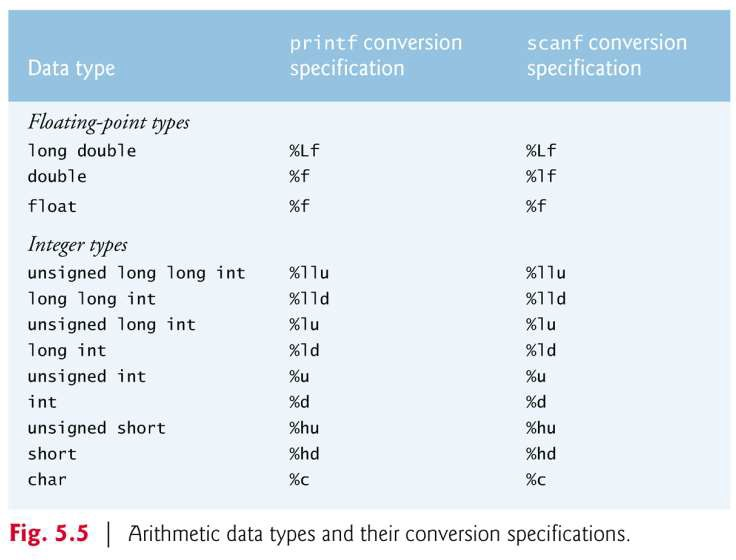 Data type printf conversion specification scanf conversion specification
Floating-point types
long double %Lf %Lf
double %f %lf
float %f %f
Integer types
unsigned long long int %llu %llu
long long int %lld %lld
unsigned long int %lu %lu
long int %ld %ld
unsigned int %u %u
int %d %d
unsigned short %hu %hu
short %hd %hd
char %c %c
Fig. 5.5 | Arithmetic data types and their conversion specifications.